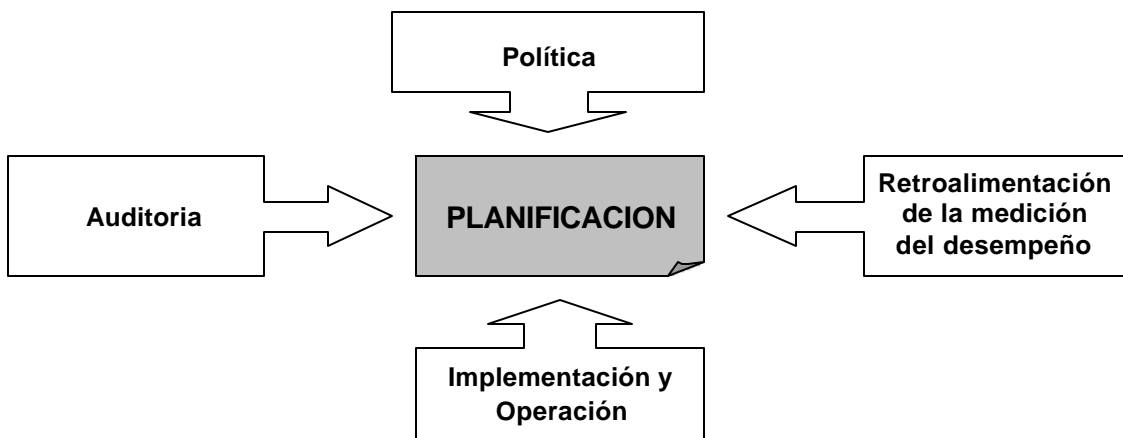 Política
Auditoria
PLANIFICACION
Retroalimentación
de la medición
del desempeño
Implementación y
Operación